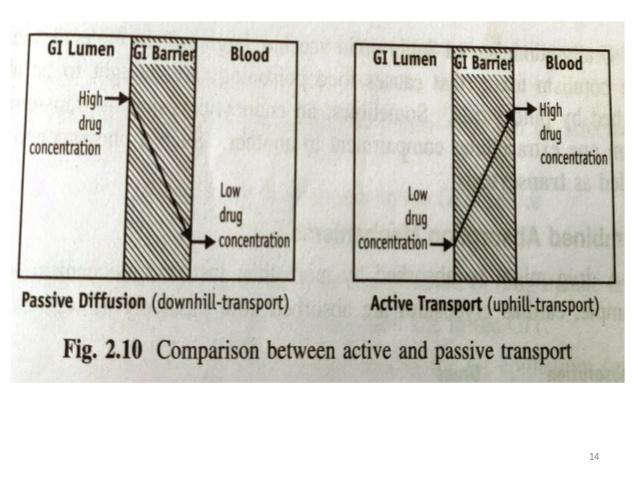 GI Lumen GI Barrier Blood
High
drug
concentration
Low
drug
concentration
Passive Diffusion (downhill-transport)
GI Lumen GI Barrier Blood
High
drug
concentration
Low
drug
concentration
Active Transport (uphill-transport)
Fig. 2.10 Comparison between active and passive transport
14